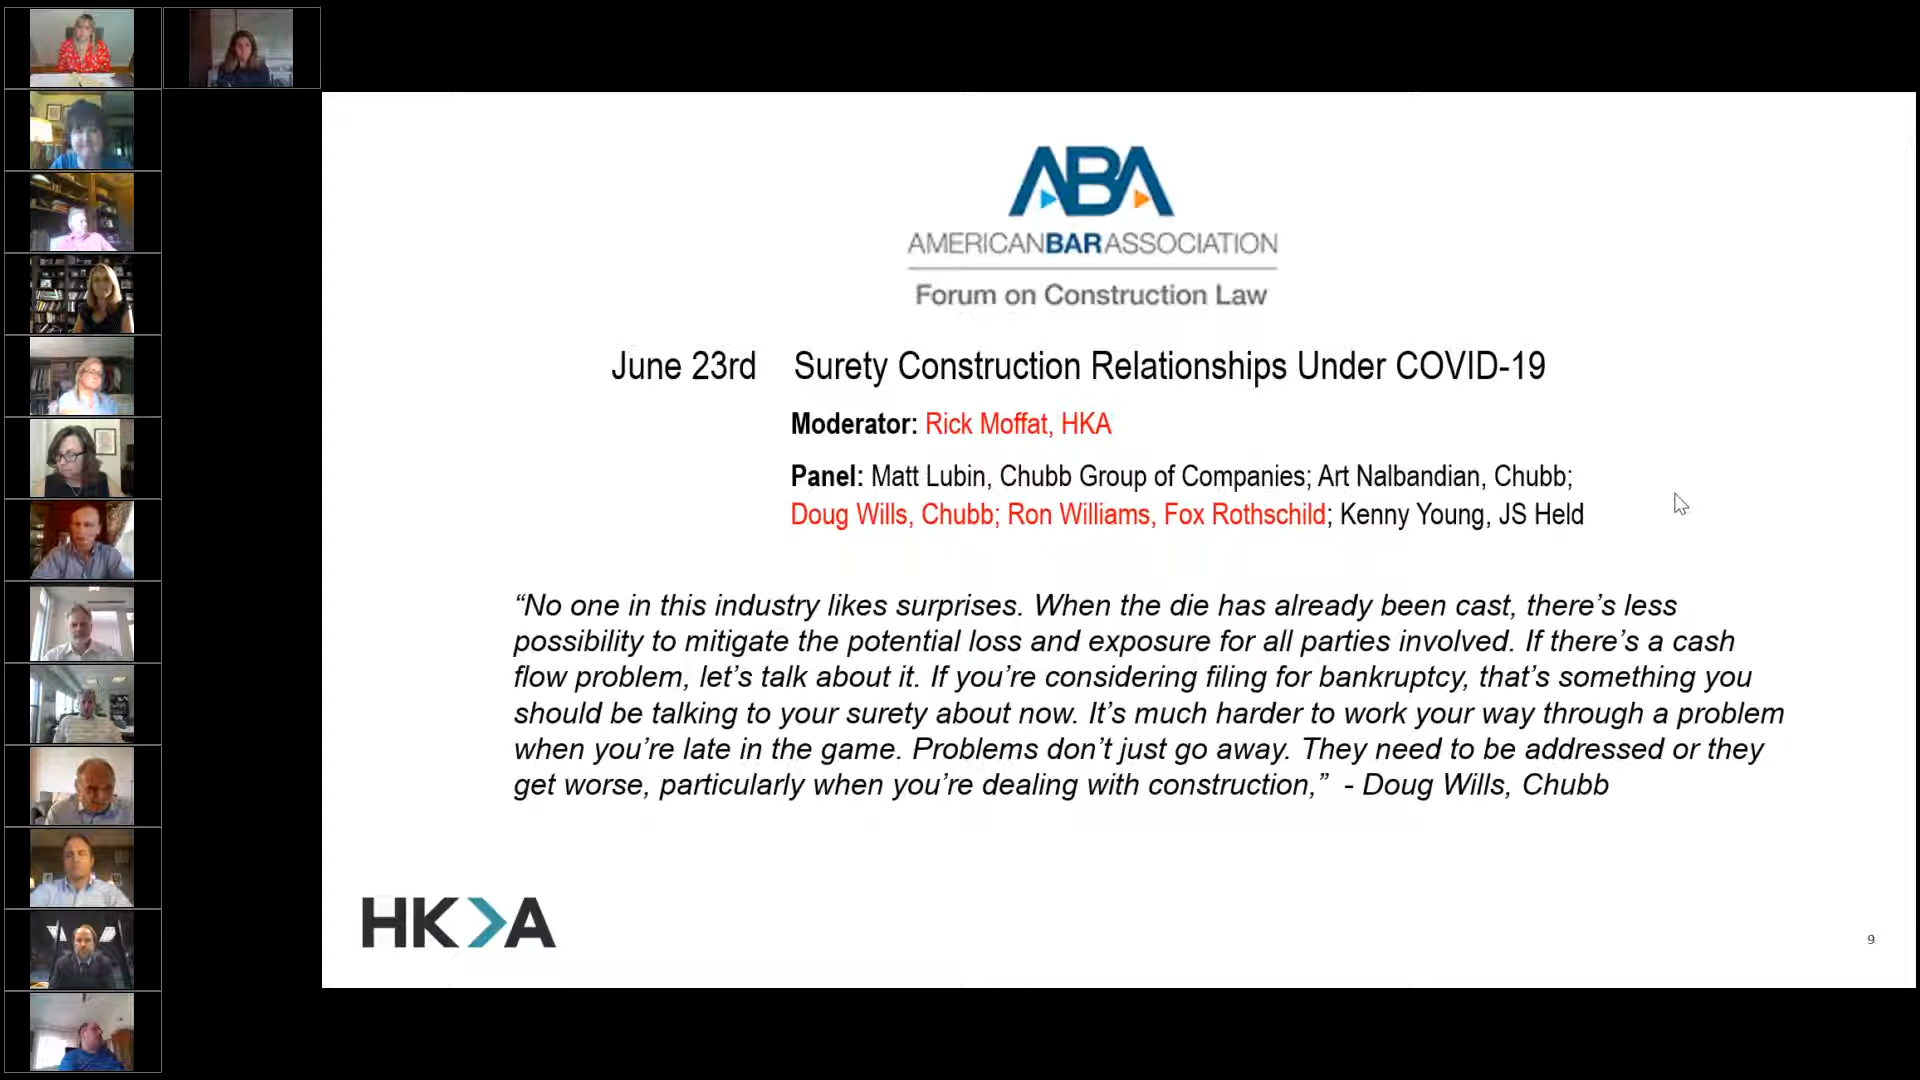 ABA
AMERICANBARASSOCIATION
Forum on Construction Law
June 23rd Surety Construction Relationships Under COVID-19
Moderator: Rick Moffat, HKA
Panel: Matt Lubin, Chubb Group of Companies; Art Nalbandian, Chubb;
Doug Wills, Chubb; Ron Williams, Fox Rothschild; Kenny Young, JS Held
“No one in this industry likes surprises. When the die has already been cast, there’s less
possibility to mitigate the potential loss and exposure for all parties involved. If there’s a cash
flow problem, let’s talk about it. If you’re considering filing for bankruptcy, that’s something you
should be talking to your surety about now. It’s much harder to work your way through a problem
when you’re late in the game. Problems don’t just go away. They need to be addressed or they
get worse, particularly when you’re dealing with construction,” - Doug Wills, Chubb
HKA
9